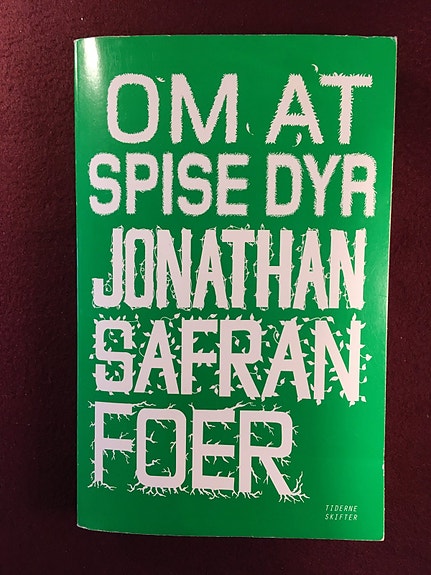 OM AT
SPISE DYR
JONATHAN
SAFRAN
FOER
TIDERNE
SKIFTER